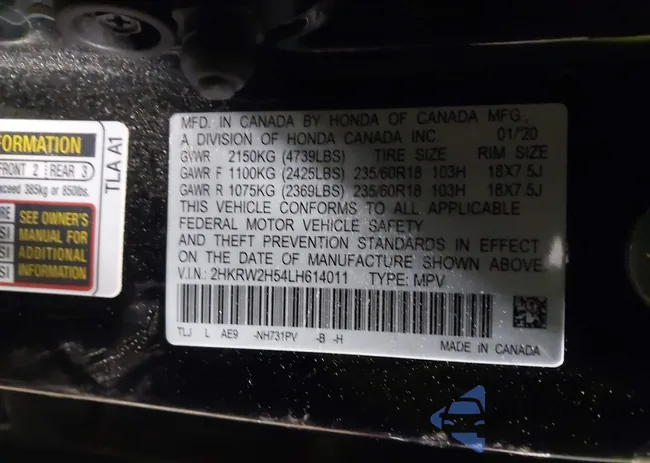 FORMATION
FRONT 2 REAR 3
exceed 385kg or 850lbs.
SEE OWNER'S
MANUAL FOR
ADDITIONAL
INFORMATION
TLA A1
MFD. IN CANADA BY HONDA OF CANADA MFG.,
A DIVISION OF HONDA CANADA INC. 01/'20
GVWR 2150KG (4739LBS) TIRE SIZE RIM SIZE
GAWR F 1100KG (2425LBS) 235/60R18 103H 18X7.5J
GAWR R 1075KG (2369LBS) 235/60R18 103H 18X7.5J
THIS VEHICLE CONFORMS TO ALL APPLICABLE
FEDERAL MOTOR VEHICLE SAFETY
AND THEFT PREVENTION STANDARDS IN EFFECT
ON THE DATE OF MANUFACTURE SHOWN ABOVE.
V.I.N.: 2HKRW2H54LH614011 TYPE: MPV
TLJ L AE9 -NH731PV -B -H
MADE IN CANADA